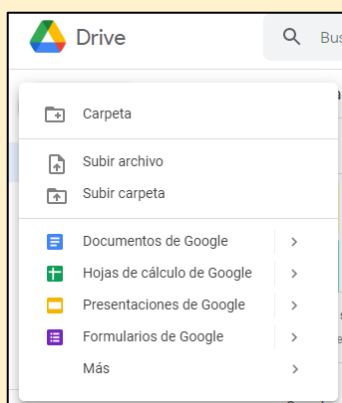 Drive
Bus
Carpeta
Subir archivo
Subir carpeta
Documentos de Google
Hojas de cálculo de Google
Presentaciones de Google
Formularios de Google
Más